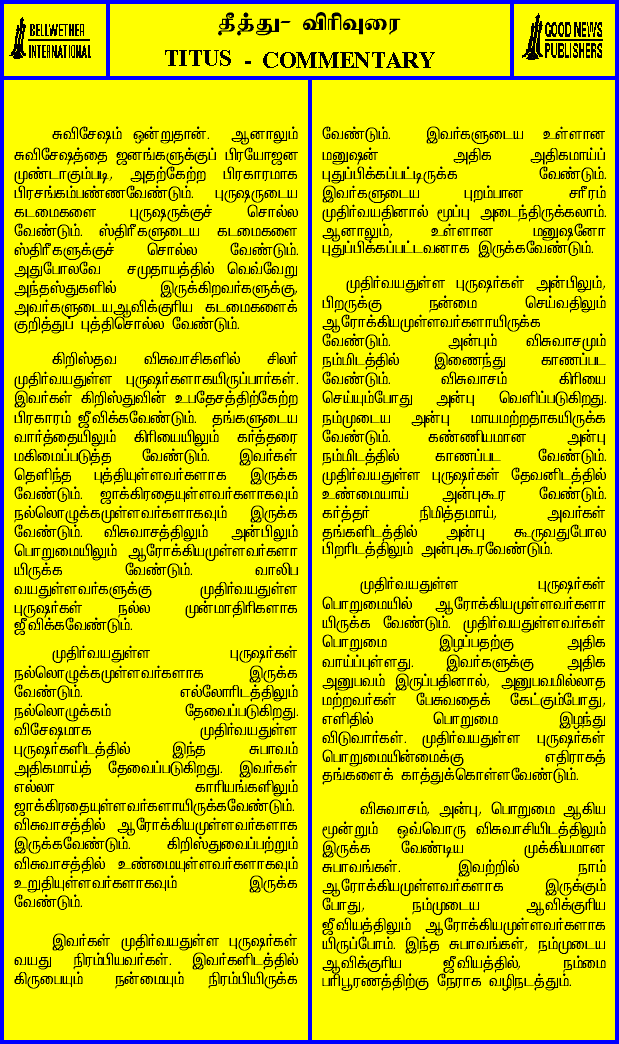 BELLWETHER
INTERNATIONAL
தீத்து- விரிவுரை
TITUS - COMMENTARY
GOOD NEWS
PUBLISHERS
சுவிசேஷம் ஒன்றுதான். ஆனாலும்
சுவிசேஷத்தை ஜனங்களுக்குப் பிரயோஜன
முண்டாகும்படி, அதற்கேற்ற பிரகாரமாக
பிரசங்கம்பண்ணவேண்டும். புருஷருடைய
கடமைகளை புருஷருக்குச் சொல்ல
வேண்டும். ஸ்திரீகளுடைய கடமைகளை
ஸ்திரீகளுக்குச் சொல்ல வேண்டும்.
அதுபோலவே சமுதாயத்தில் வெவ்வேறு
அந்தஸ்துகளில் இருக்கிறவர்களுக்கு,
அவர்களுடையஆவிக்குரிய கடமைகளைக்
குறித்துப் புத்திசொல்ல வேண்டும்.
கிறிஸ்தவ விசுவாசிகளில் சிலர்
முதிர்வயதுள்ள புருஷர்களாகயிருப்பார்கள்.
இவர்கள் கிறிஸ்துவின் உபதேசத்திற்கேற்ற
பிரகாரம் ஜீவிக்கவேண்டும். தங்களுடைய
வார்த்தையிலும் கிரியையிலும் கர்த்தரை
மகிமைப்படுத்த வேண்டும். இவர்கள்
தெளிந்த புத்தியுள்ளவர்களாக இருக்க
வேண்டும். ஜாக்கிரதையுள்ளவர்களாகவும்
நல்லொழுக்கமுள்ளவர்களாகவும் இருக்க
வேண்டும். விசுவாசத்திலும் அன்பிலும்
பொறுமையிலும் ஆரோக்கியமுள்ளவர்களா
யிருக்க வேண்டும். வாலிப
வயதுள்ளவர்களுக்கு முதிர்வயதுள்ள
புருஷர்கள் நல்ல முன்மாதிரிகளாக
ஜீவிக்கவேண்டும்.
முதிர்வயதுள்ள புருஷர்கள்
நல்லொழுக்கமுள்ளவர்களாக இருக்க
வேண்டும். எல்லோரிடத்திலும்
நல்லொழுக்கம் தேவைப்படுகிறது.
விசேஷமாக முதிர்வயதுள்ள
புருஷர்களிடத்தில் இந்த சுபாவம்
அதிகமாய்த் தேவைப்படுகிறது. இவர்கள்
எல்லா காரியங்களிலும்
ஜாக்கிரதையுள்ளவர்களாயிருக்கவேண்டும்.
விசுவாசத்தில் ஆரோக்கியமுள்ளவர்களாக
இருக்கவேண்டும். கிறிஸ்துவைப்பற்றும்
விசுவாசத்தில் உண்மையுள்ளவர்களாகவும்
உறுதியுள்ளவர்களாகவும் இருக்க
வேண்டும்.
இவர்கள் முதிர்வயதுள்ள புருஷர்கள்
வயது நிரம்பியவர்கள். இவர்களிடத்தில்
கிருபையும் நன்மையும் நிரம்பியிருக்க
வேண்டும். இவர்களுடைய உள்ளான
மனுஷன் அதிக அதிகமாய்ப்
புதுப்பிக்கப்பட்டிருக்க வேண்டும்.
இவர்களுடைய புறம்பான சரீரம்
முதிர்வயதினால் மூப்பு அடைந்திருக்கலாம்.
ஆனாலும், உள்ளான மனுஷனோ
புதுப்பிக்கப்பட்டவனாக இருக்கவேண்டும்.
முதிர்வயதுள்ள புருஷர்கள் அன்பிலும்,
பிறருக்கு நன்மை செய்வதிலும்
ஆரோக்கியமுள்ளவர்களாயிருக்க
வேண்டும். அன்பும் விசுவாசமும்
நம்மிடத்தில் இணைந்து காணப்பட
வேண்டும். விசுவாசம் கிரியை
செய்யும்போது அன்பு வெளிப்படுகிறது.
நம்முடைய அன்பு மாயமற்றதாகயிருக்க
வேண்டும். கண்ணியமான அன்பு
நம்மிடத்தில் காணப்பட வேண்டும்.
முதிர்வயதுள்ள புருஷர்கள் தேவனிடத்தில்
உண்மையாய் அன்புகூர வேண்டும்.
கர்த்தர் நிமித்தமாய், அவர்கள்
தங்களிடத்தில் அன்பு கூருவதுபோல
பிறரிடத்திலும் அன்புகூரவேண்டும்.
முதிர்வயதுள்ள புருஷர்கள்
பொறுமையில் ஆரோக்கியமுள்ளவர்களா
யிருக்க வேண்டும். முதிர்வயதுள்ளவர்கள்
பொறுமை இழப்பதற்கு அதிக
வாய்ப்புள்ளது. இவர்களுக்கு அதிக
அனுபவம் இருப்பதினால், அனுபவமில்லாத
மற்றவர்கள் பேசுவதைக் கேட்கும்போது,
எளிதில் பொறுமை இழந்து
விடுவார்கள். முதிர்வயதுள்ள புருஷர்கள்
பொறுமையின்மைக்கு எதிராகத்
தங்களைக் காத்துக்கொள்ளவேண்டும்.
விசுவாசம், அன்பு, பொறுமை ஆகிய
மூன்றும் ஒவ்வொரு விசுவாசியிடத்திலும்
இருக்க வேண்டிய முக்கியமான
சுபாவங்கள். இவற்றில் நாம்
ஆரோக்கியமுள்ளவர்களாக இருக்கும்
போது, நம்முடைய ஆவிக்குரிய
ஜீவியத்திலும் ஆரோக்கியமுள்ளவர்களாக
யிருப்போம். இந்த சுபாவங்கள், நம்முடைய
ஆவிக்குரிய ஜீவியத்தில், நம்மை
பரிபூரணத்திற்கு நேராக வழிநடத்தும்.